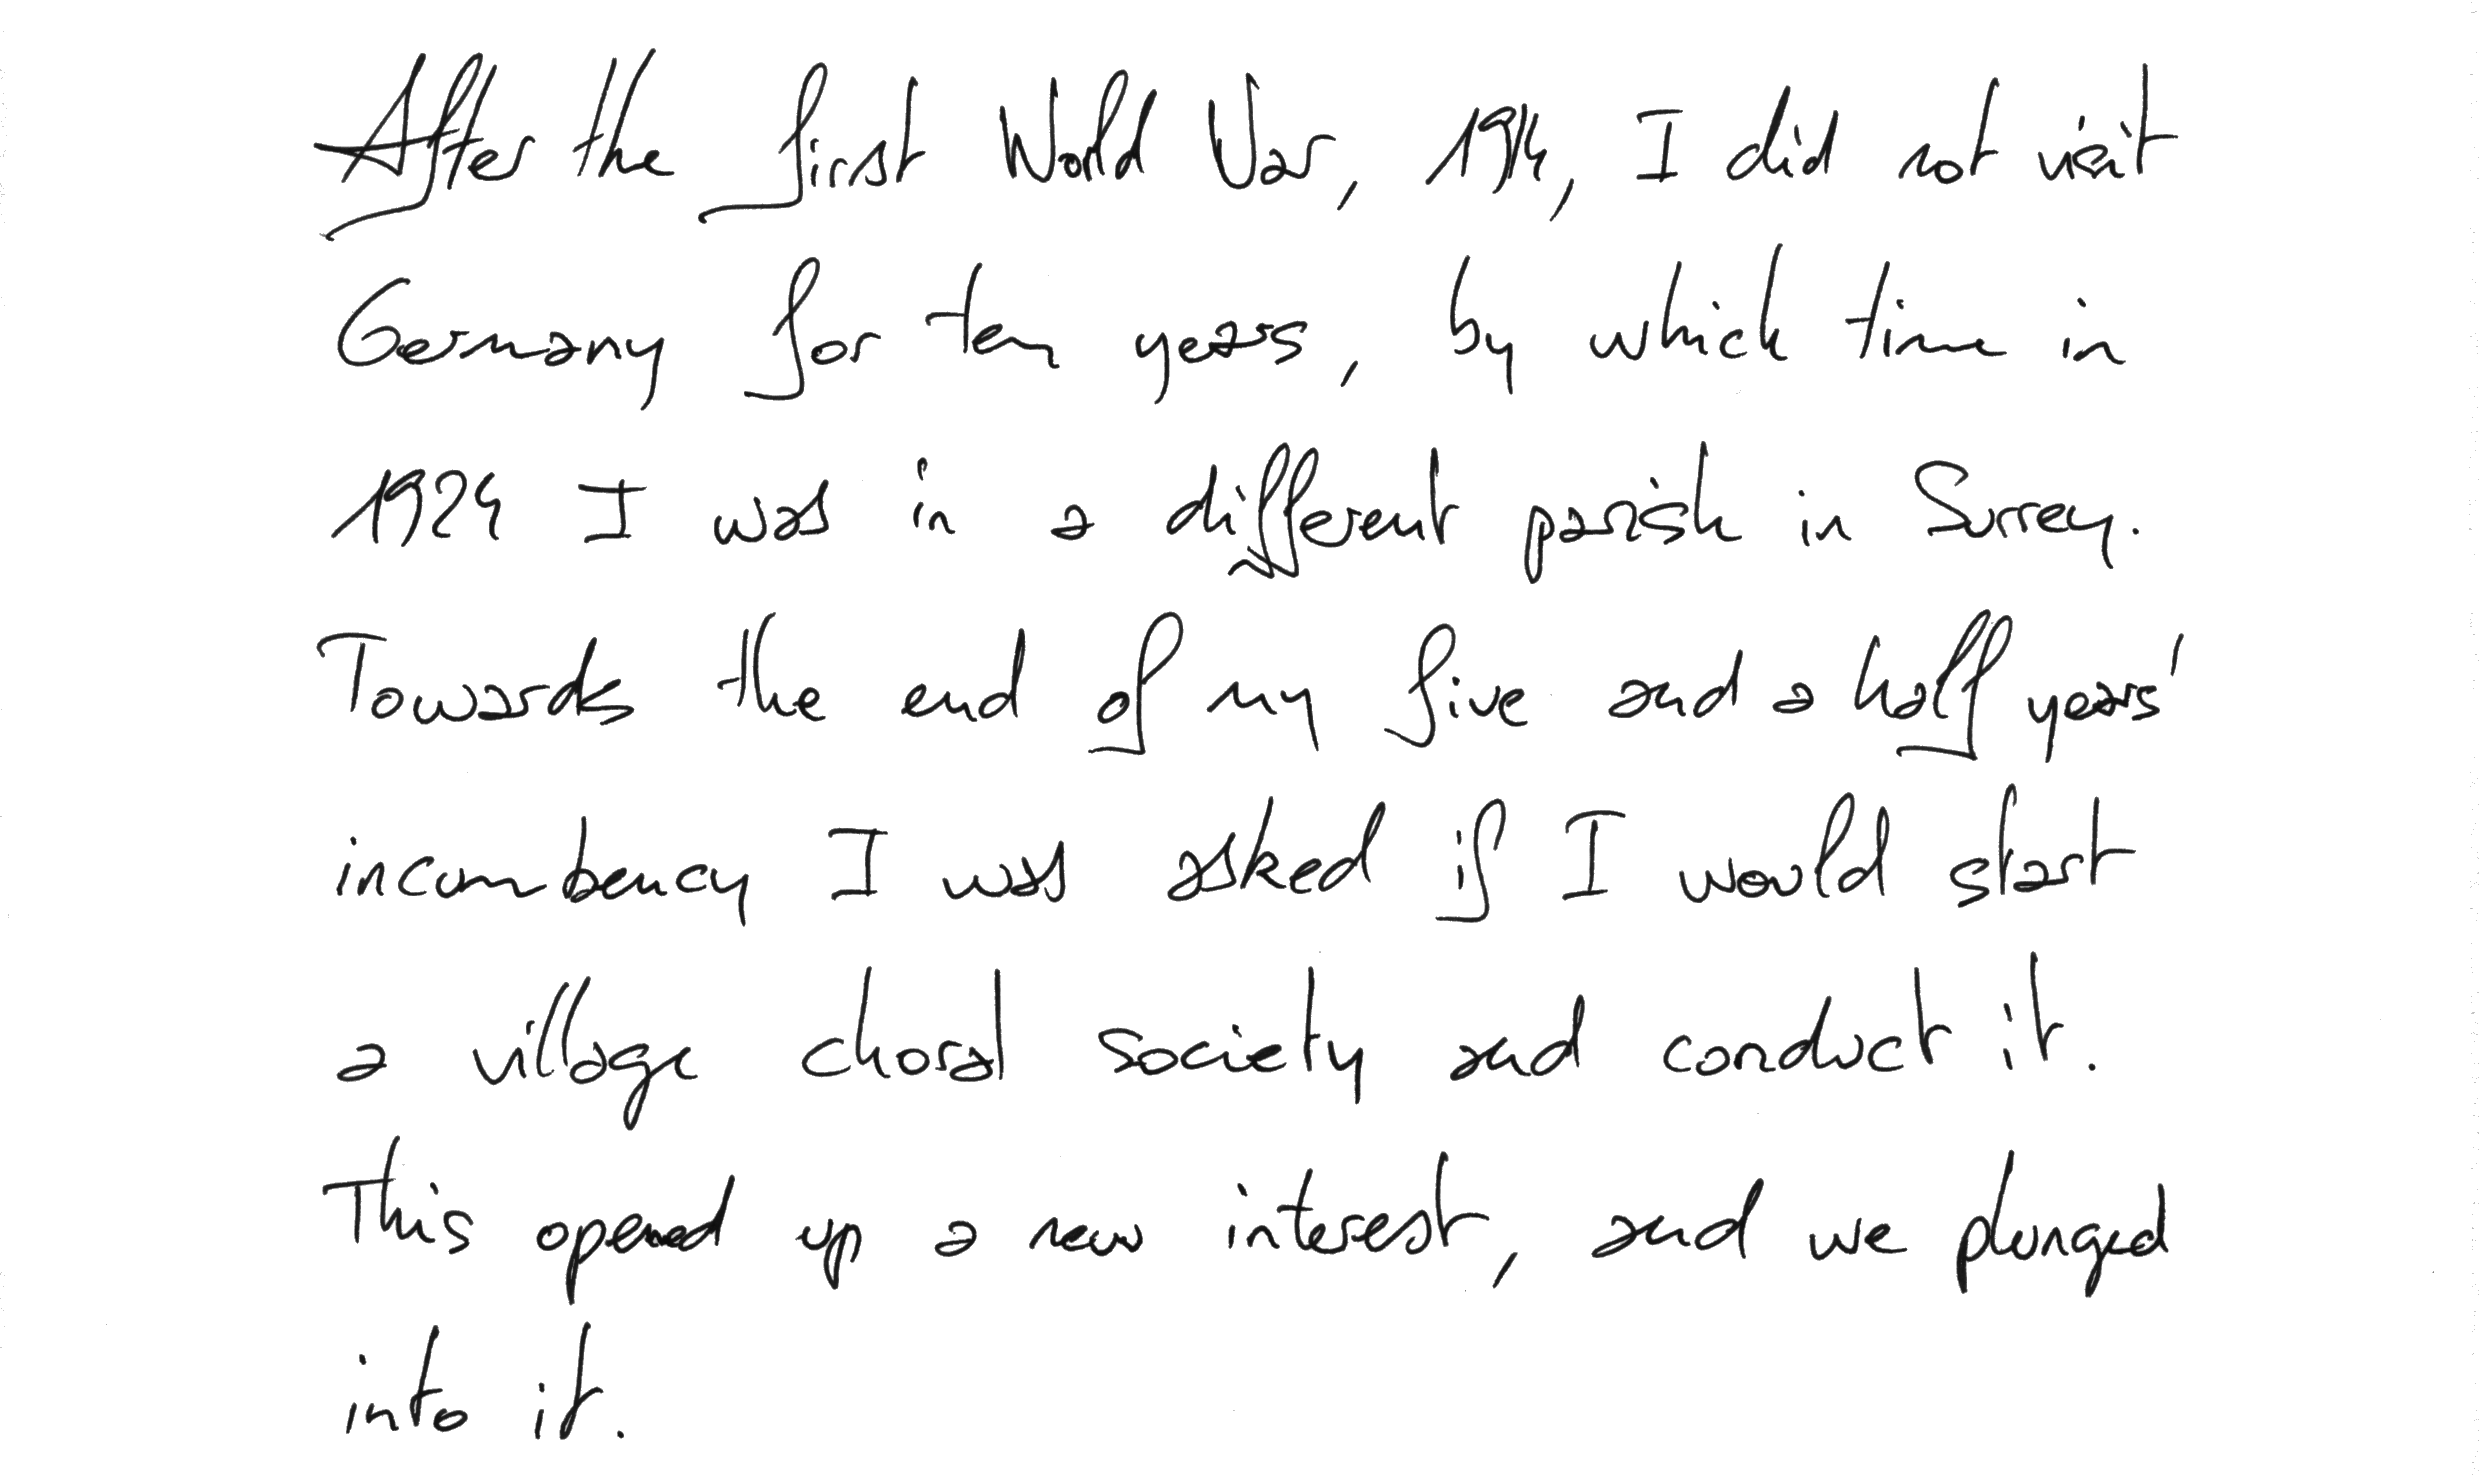 After the first World War, 1914, I did not visit
Germany for ten years, by which time in
1924 I was in a different parish in Surrey.
Towards the end of my five and a half years'
incumbency I was asked if I would start
a village choral society and conduct it.
This opened up a new interest, and we plunged
into it.